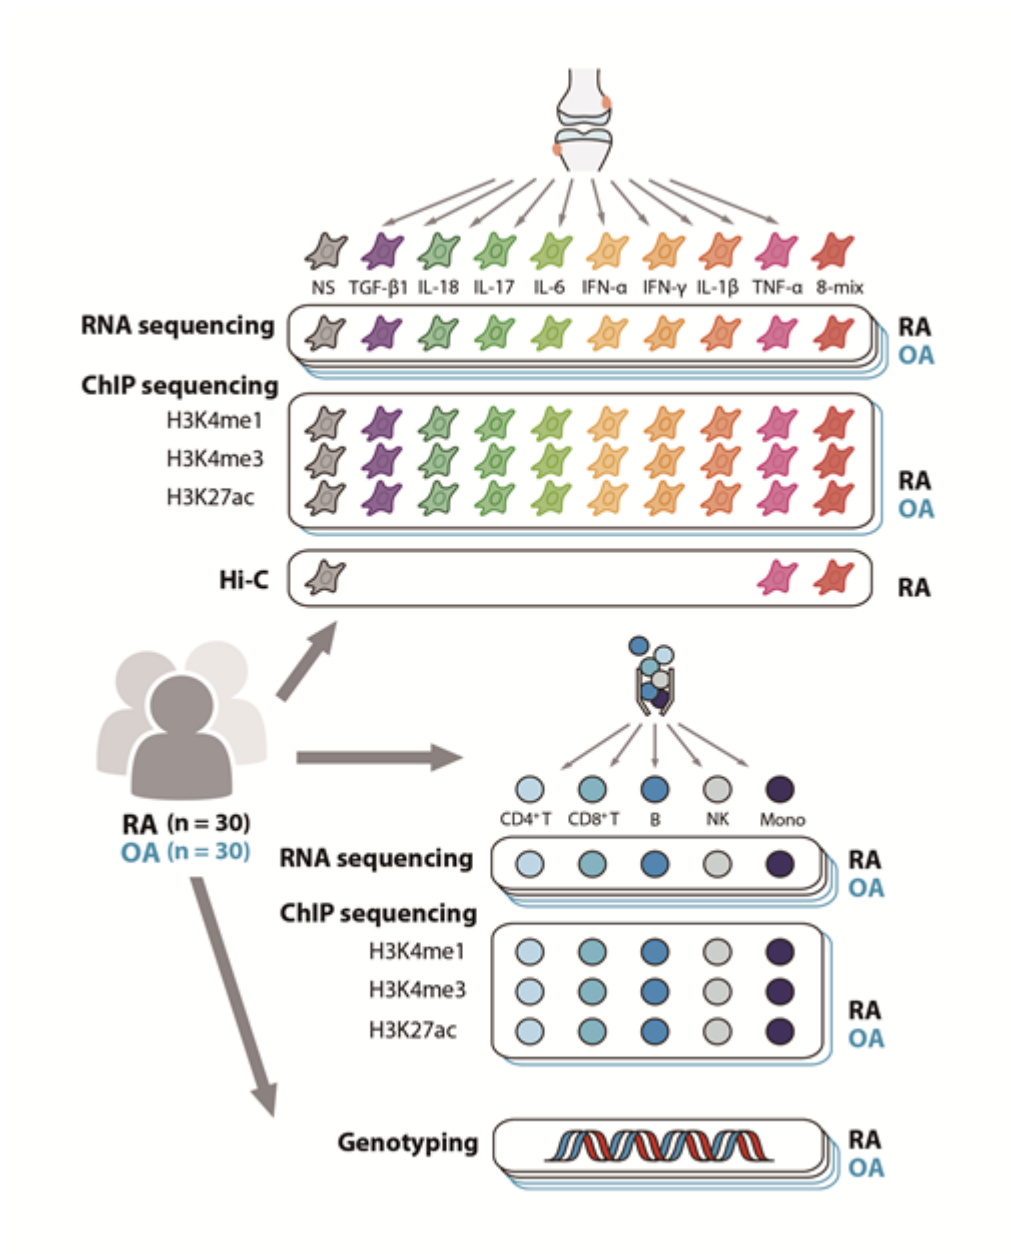 NS TGF-β1 IL-18 IL-17 IL-6 IFN-α IFN-γ IL-1β TNF-α 8-mix
RNA sequencing
RA
OA
ChIP sequencing
H3K4me1
H3K4me3
H3K27ac
RA
OA
Hi-C
RA
RA (n = 30)
OA (n = 30)
CD4⁺T CD8⁺T B NK Mono
RNA sequencing
RA
OA
ChIP sequencing
H3K4me1
H3K4me3
H3K27ac
RA
OA
Genotyping
RA
OA